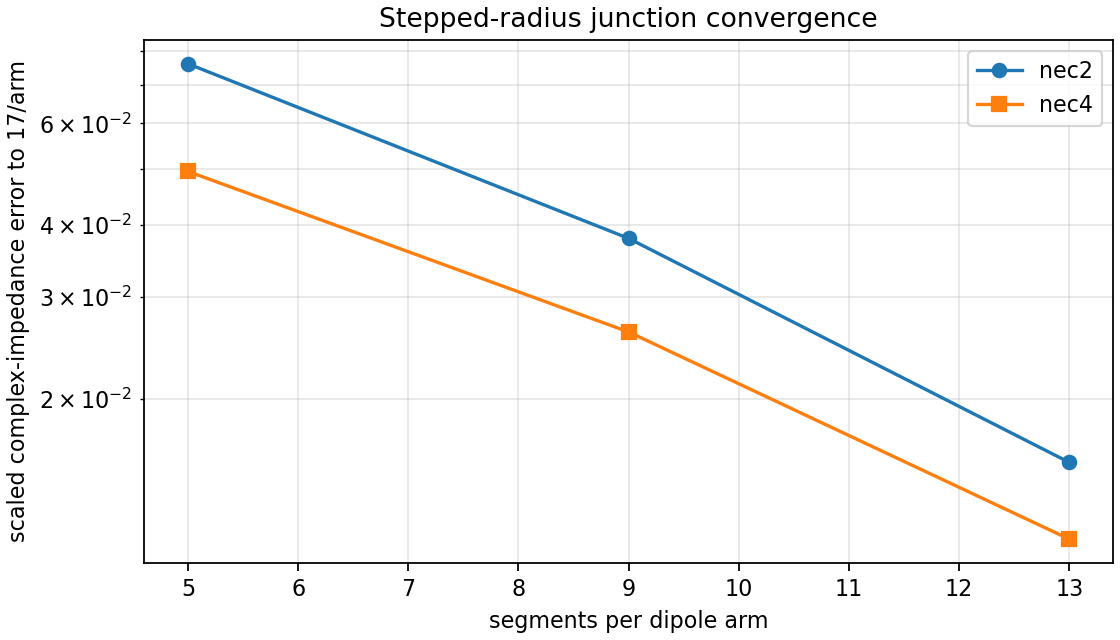 Stepped-radius junction convergence
nec2
nec4
scaled complex-impedance error to 17/arm
6 × 10⁻²
4 × 10⁻²
3 × 10⁻²
2 × 10⁻²
5 6 7 8 9 10 11 12 13
segments per dipole arm